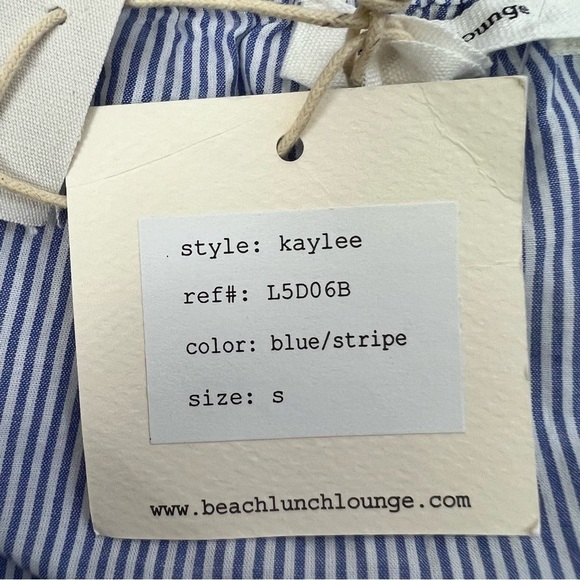 lounge
style: kaylee
ref#: L5D06B
color: blue/stripe
size: s
www.beachlunchlounge.com